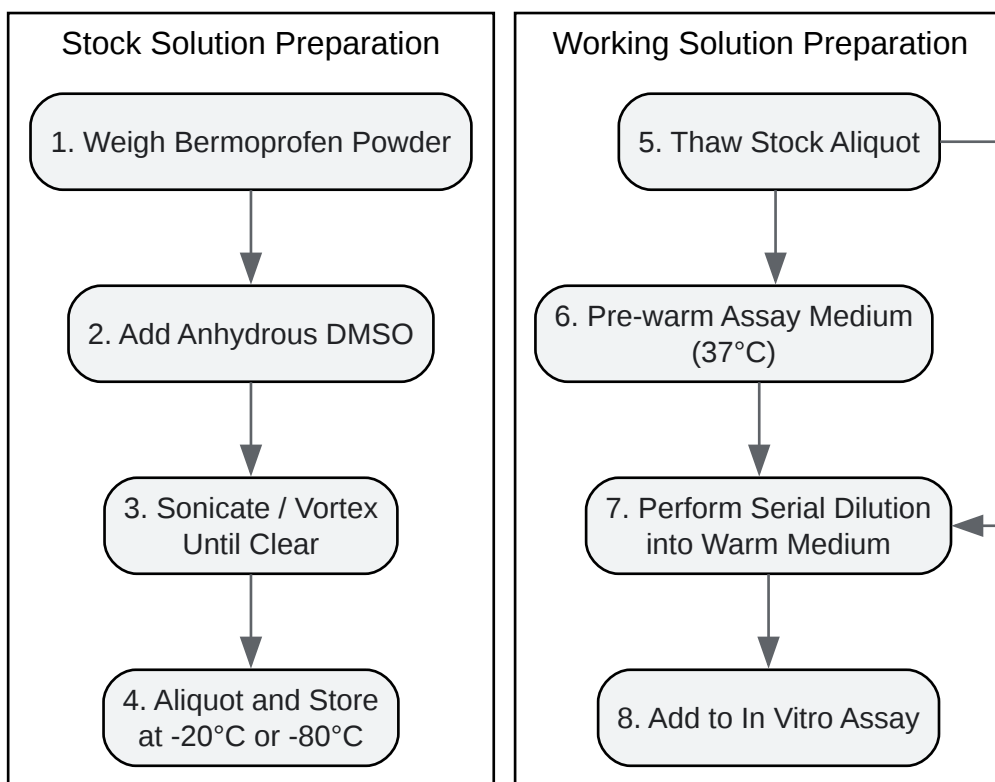 Stock Solution Preparation
1. Weigh Bermoprofen Powder
2. Add Anhydrous DMSO
3. Sonicate / Vortex
Until Clear
4. Aliquot and Store
at -20°C or -80°C
Working Solution Preparation
5. Thaw Stock Aliquot
6. Pre-warm Assay Medium
(37°C)
7. Perform Serial Dilution
into Warm Medium
8. Add to In Vitro Assay